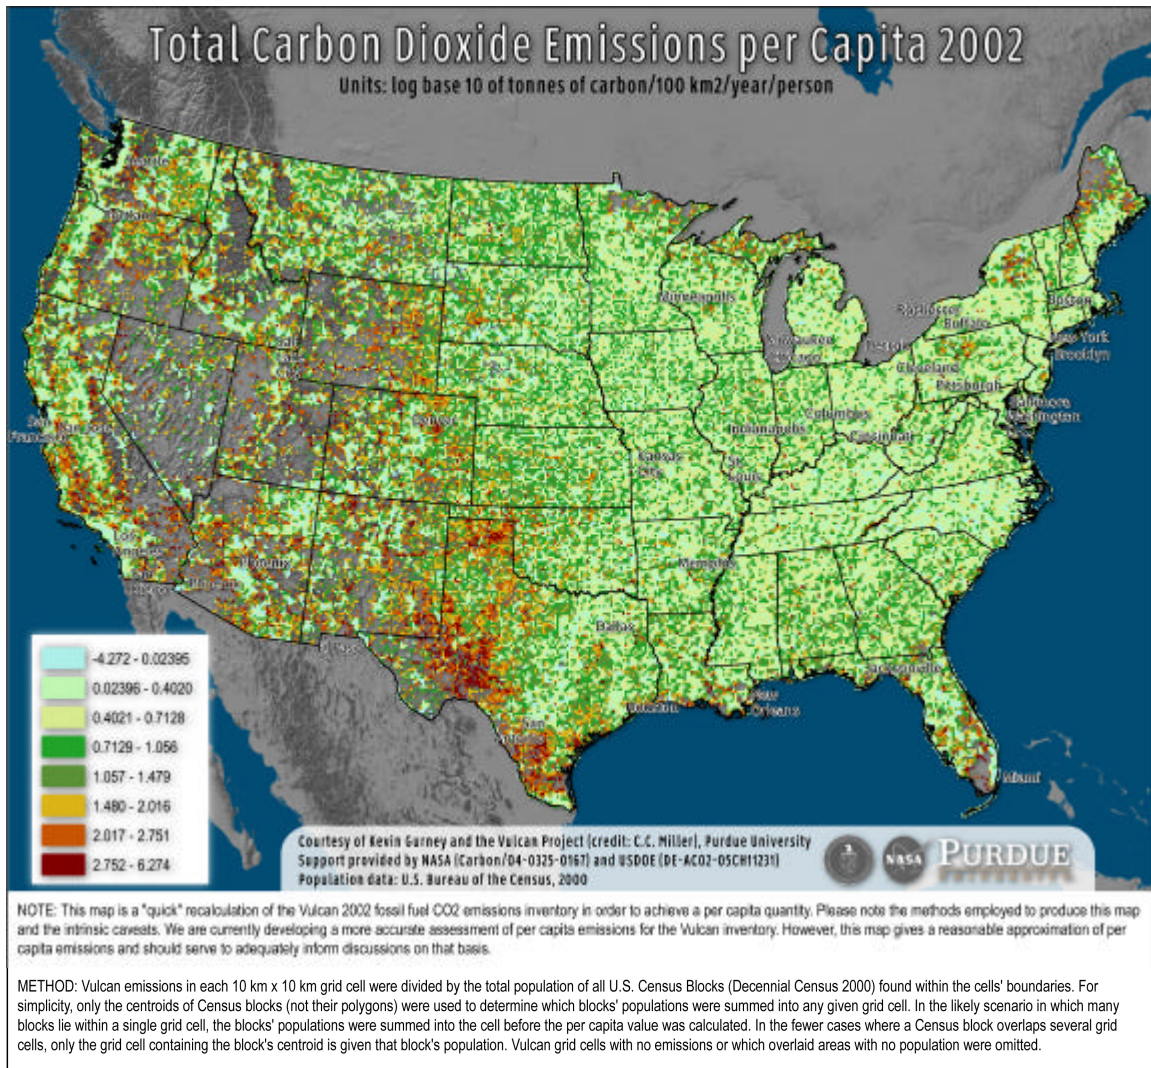 Total Carbon Dioxide Emissions per Capita 2002
Units: log base 10 of tonnes of carbon/100 km2/year/person
Seattle
Portland
Minneapolis
Rochester
Buffalo
Boston
New York
Brooklyn
Milwaukee
Chicago
Detroit
Cleveland
Pittsburgh
Baltimore
Washington
Salt
Lake
Denver
Columbus
Indianapolis
Cincinnati
San
Francisco
San Jose
Kansas
City
St.
Louis
Los
Angeles
Phoenix
San
Memphis
Dallas
El Paso
Jacksonville
New
Orleans
Houston
San
Antonio
Miami
-4.272 - 0.02395
0.02396 - 0.4020
0.4021 - 0.7128
0.7129 - 1.056
1.057 - 1.479
1.480 - 2.016
2.017 - 2.751
2.752 - 6.274
Courtesy of Kevin Gurney and the Vulcan Project (credit: C.C. Miller), Purdue University
Support provided by NASA (Carbon/04-0325-0167) and USDOE (DE-AC02-05CH11231)
Population data: U.S. Bureau of the Census, 2000
NASA
PURDUE
UNIVERSITY
NOTE: This map is a "quick" recalculation of the Vulcan 2002 fossil fuel CO2 emissions inventory in order to achieve a per capita quantity. Please note the methods employed to produce this map
and the intrinsic caveats. We are currently developing a more accurate assessment of per capita emissions for the Vulcan inventory. However, this map gives a reasonable approximation of per
capita emissions and should serve to adequately inform discussions on that basis.
METHOD: Vulcan emissions in each 10 km x 10 km grid cell were divided by the total population of all U.S. Census Blocks (Decennial Census 2000) found within the cells' boundaries. For
simplicity, only the centroids of Census blocks (not their polygons) were used to determine which blocks' populations were summed into any given grid cell. In the likely scenario in which many
blocks lie within a single grid cell, the blocks' populations were summed into the cell before the per capita value was calculated. In the fewer cases where a Census block overlaps several grid
cells, only the grid cell containing the block's centroid is given that block's population. Vulcan grid cells with no emissions or which overlaid areas with no population were omitted.